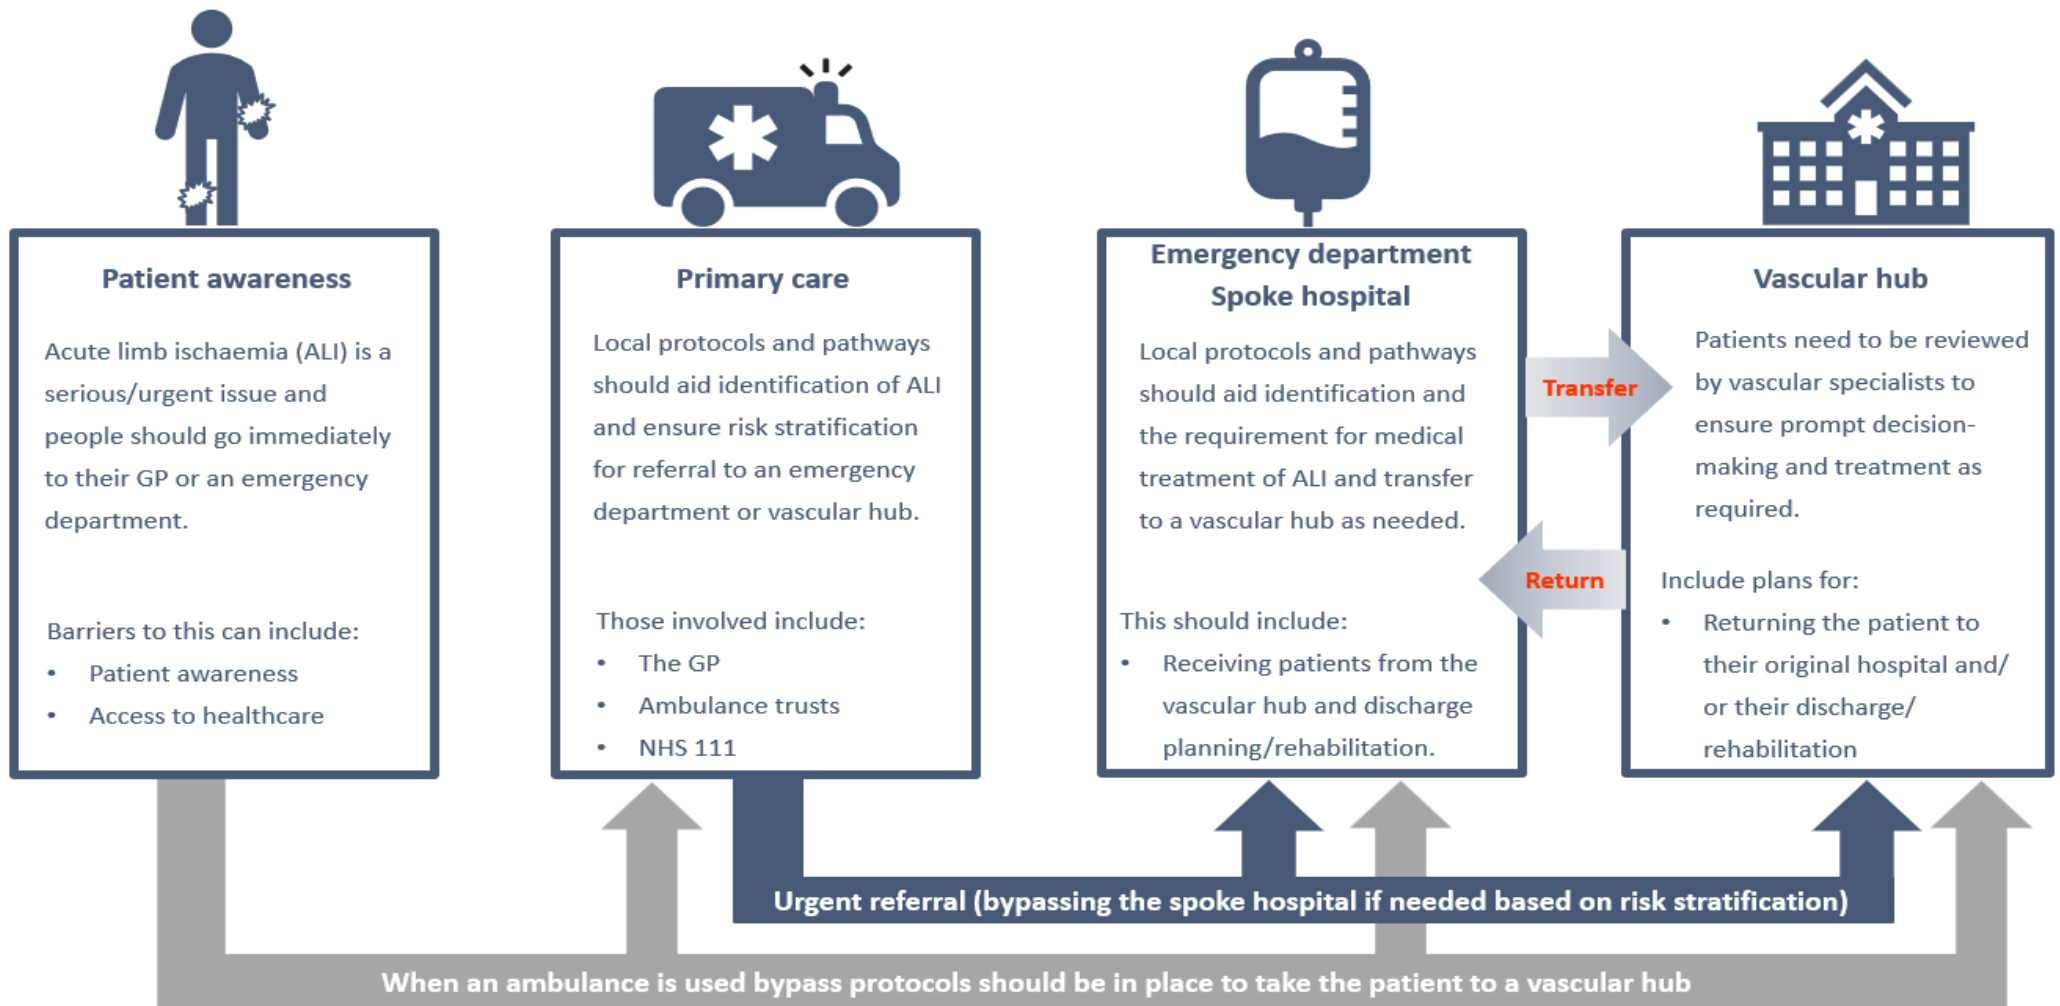 Patient awareness
Acute limb ischaemia (ALI) is a
serious/urgent issue and
people should go immediately
to their GP or an emergency
department.
Barriers to this can include:
• Patient awareness
• Access to healthcare
Primary care
Local protocols and pathways
should aid identification of ALI
and ensure risk stratification
for referral to an emergency
department or vascular hub.
Those involved include:
• The GP
• Ambulance trusts
• NHS 111
Emergency department
Spoke hospital
Local protocols and pathways
should aid identification and
the requirement for medical
treatment of ALI and transfer
to a vascular hub as needed.
This should include:
• Receiving patients from the
vascular hub and discharge
planning/rehabilitation.
Transfer
Return
Vascular hub
Patients need to be reviewed
by vascular specialists to
ensure prompt decision-
making and treatment as
required.
Include plans for:
• Returning the patient to
their original hospital and/
or their discharge/
rehabilitation
Urgent referral (bypassing the spoke hospital if needed based on risk stratification)
When an ambulance is used bypass protocols should be in place to take the patient to a vascular hub